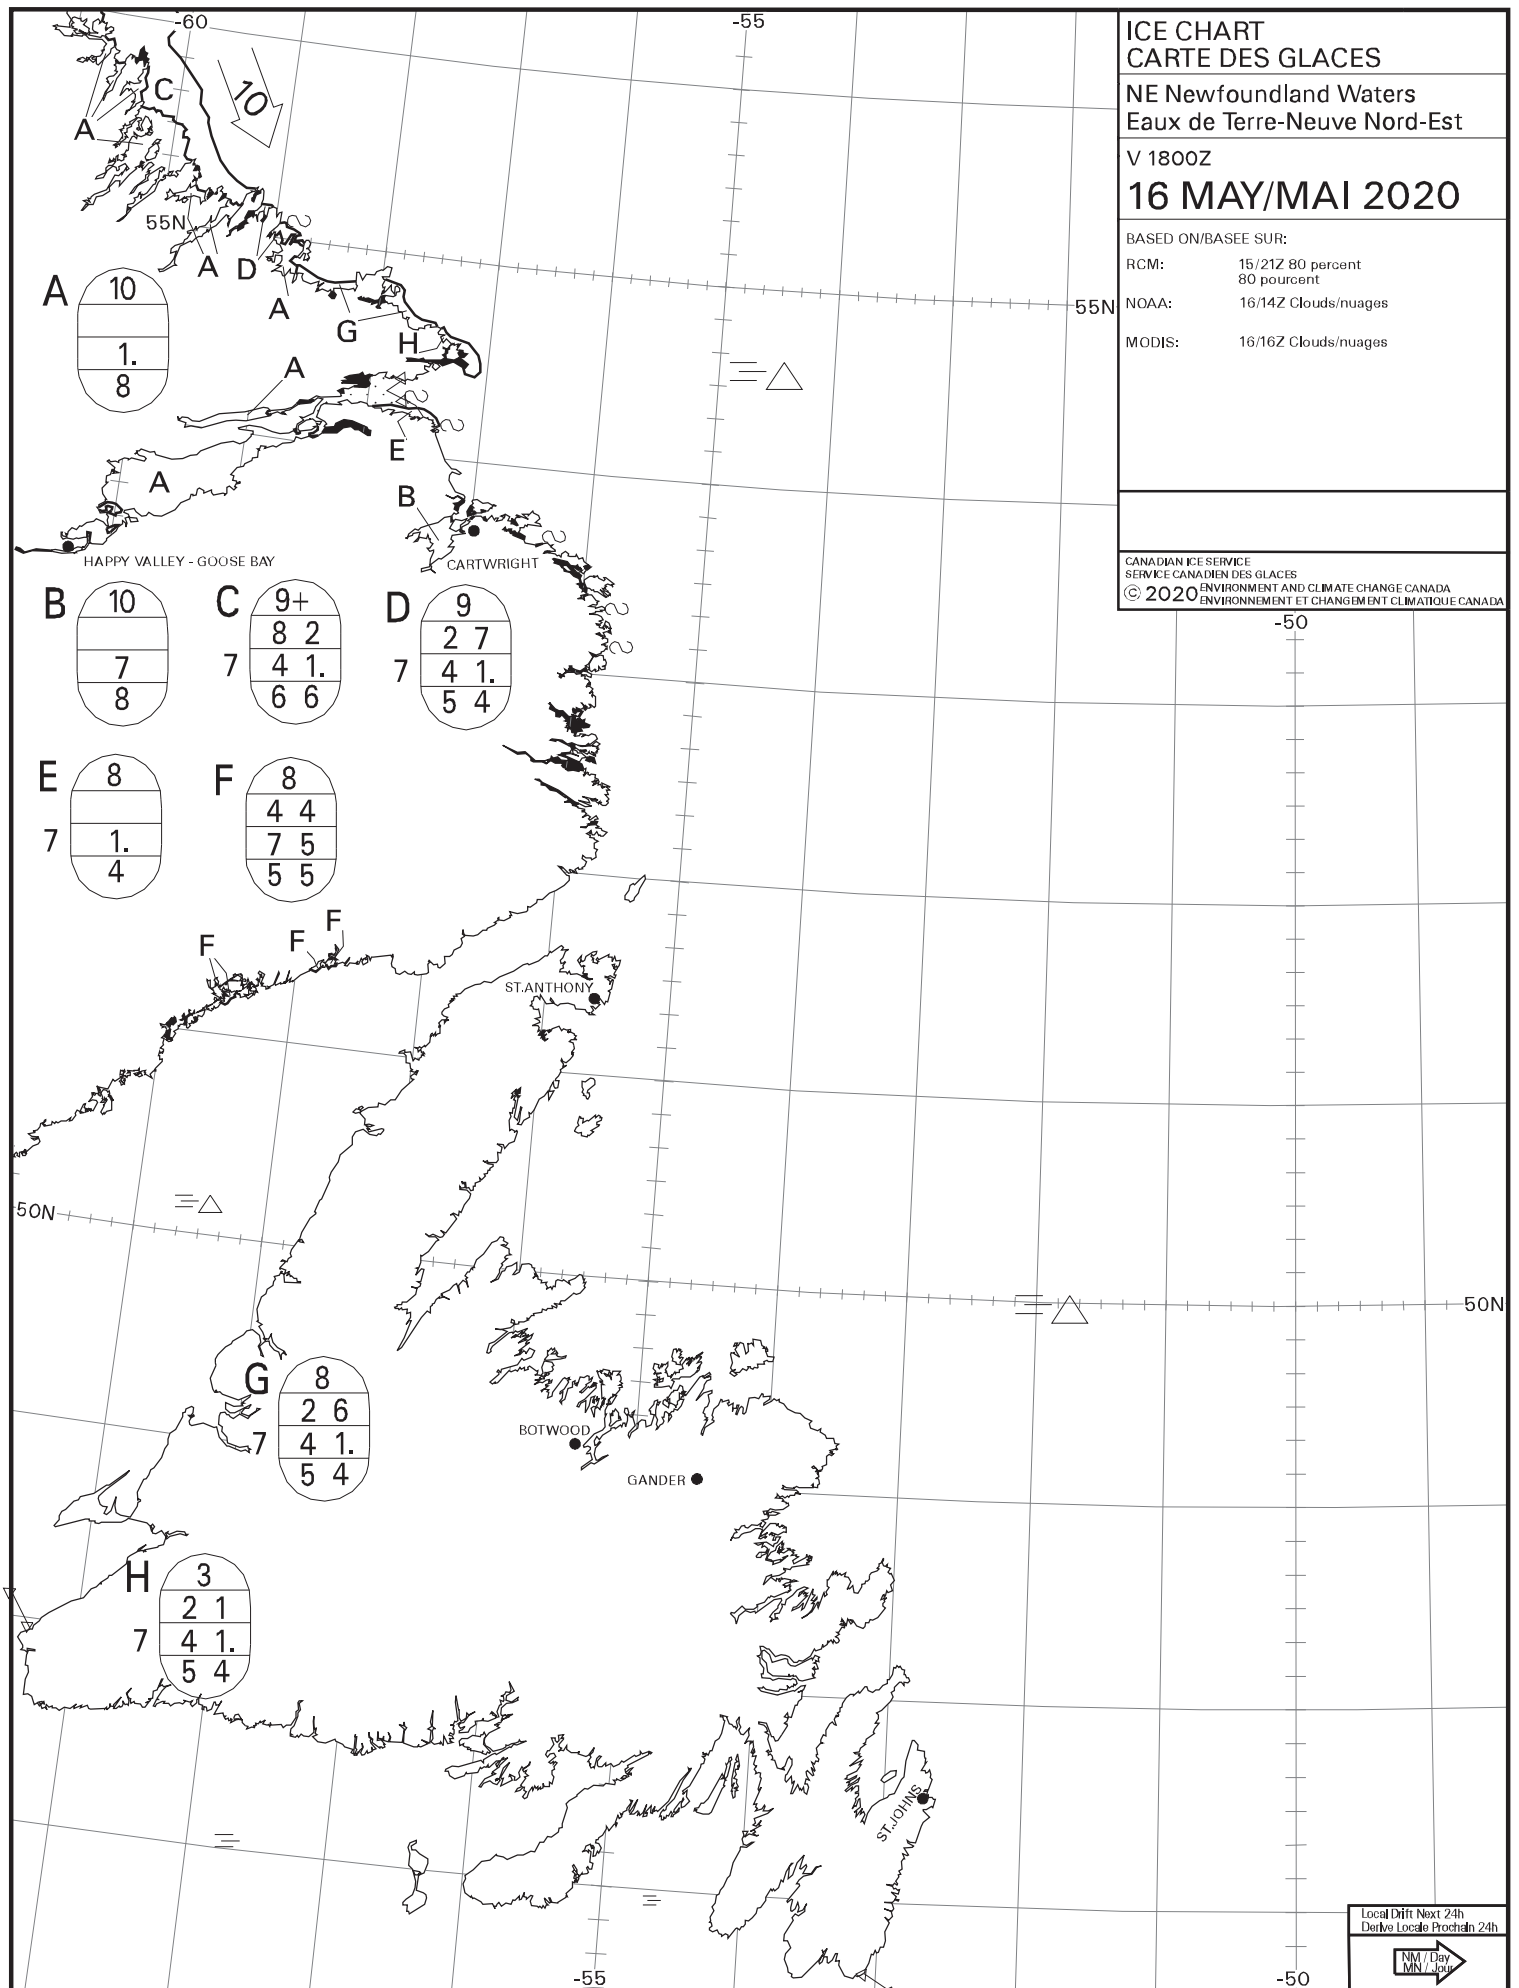 -60
-55
ICE CHART
CARTE DES GLACES
NE Newfoundland Waters
Eaux de Terre-Neuve Nord-Est
V 1800Z
16 MAY/MAI 2020
BASED ON/BASEE SUR:
RCM: 15/21Z 80 percent
80 pourcent
NOAA: 16/14Z Clouds/nuages
MODIS: 16/16Z Clouds/nuages
CANADIAN ICE SERVICE
SERVICE CANADIEN DES GLACES
© 2020 ENVIRONMENT AND CLIMATE CHANGE CANADA
ENVIRONNEMENT ET CHANGEMENT CLIMATIQUE CANADA
C
10
A
55N
A
D
A
G
H
55N
A
10
1.
8
A
E
A
B
HAPPY VALLEY - GOOSE BAY
CARTWRIGHT
B
10
7
8
C
9+
8 2
7 4 1.
6 6
D
9
2 7
7 4 1.
5 4
-50
E
8
7 1.
4
F
8
4 4
7 5
5 5
F
F
F
ST.ANTHONY
50N
50N
G
8
2 6
7 4 1.
5 4
BOTWOOD
GANDER
H
3
2 1
7 4 1.
5 4
ST.JOHNS
Local Drift Next 24h
Derive Locale Prochain 24h
NM / Day
MN / Jour
-55
-50